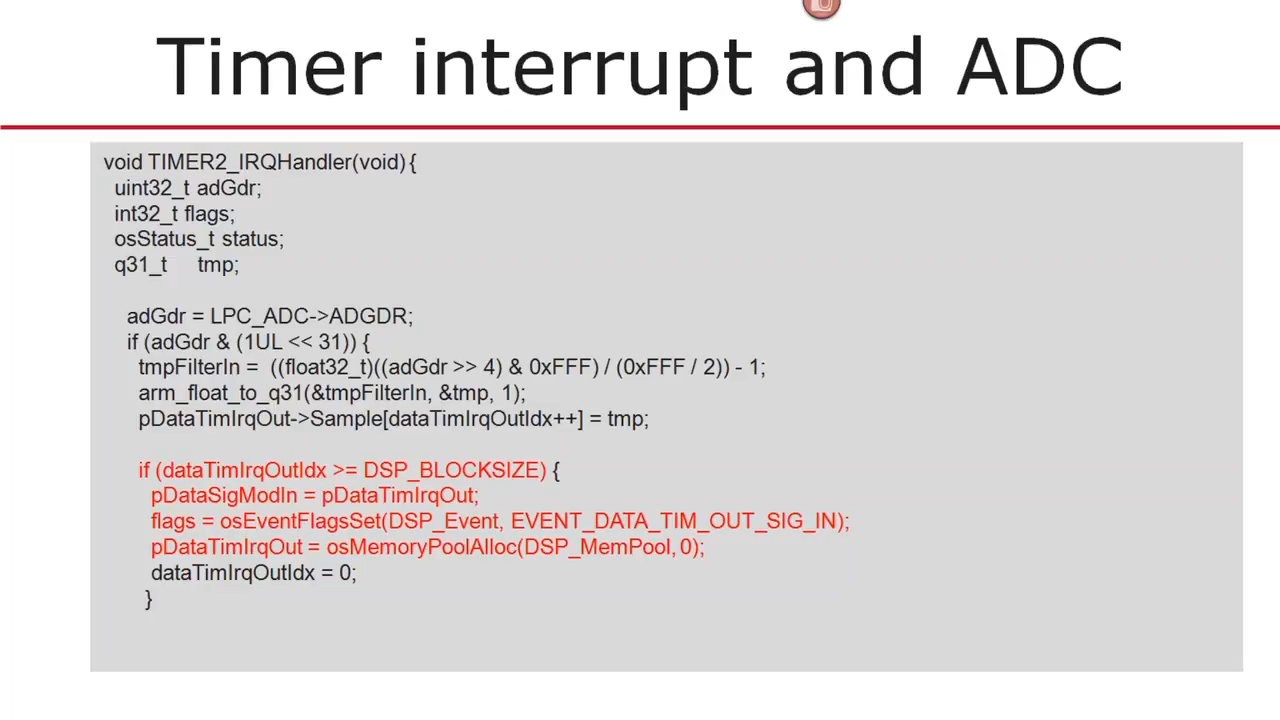 Timer interrupt and ADC
void TIMER2_IRQHandler(void) {
uint32_t adGdr;
int32_t flags;
osStatus_t status;
q31_t tmp;
adGdr = LPC_ADC->ADGDR;
if (adGdr & (1UL << 31)) {
tmpFilterIn = ((float32_t)((adGdr >> 4) & 0xFFF) / (0xFFF / 2)) - 1;
arm_float_to_q31(&tmpFilterIn, &tmp, 1);
pDataTimIrqOut->Sample[dataTimIrqOutIdx++] = tmp;
if (dataTimIrqOutIdx >= DSP_BLOCKSIZE) {
pDataSigModIn = pDataTimIrqOut;
flags = osEventFlagsSet(DSP_Event, EVENT_DATA_TIM_OUT_SIG_IN);
pDataTimIrqOut = osMemoryPoolAlloc(DSP_MemPool, 0);
dataTimIrqOutIdx = 0;
}